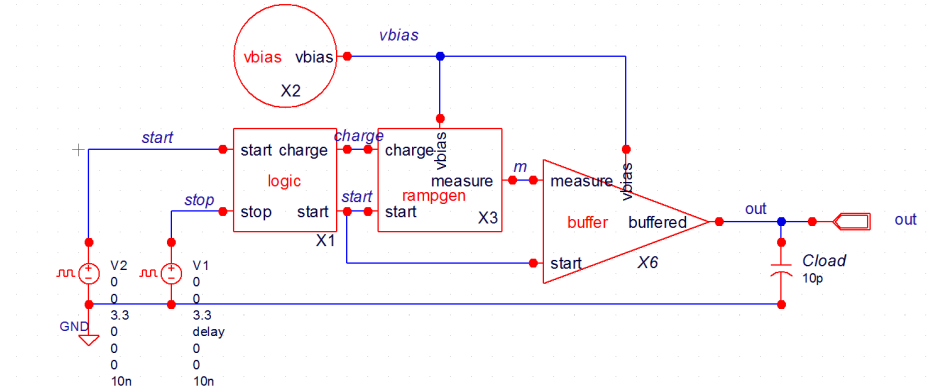 vbias
vbias vbias
X2
start
charge
start charge
charge
vbias
vbias
logic
measure
m
measure
rampgen
stop
start
stop
start
start
X3
X1
buffer
buffered
out
out
start
X6
V2
0
0
3.3
0
0
0
10n
V1
0
0
3.3
delay
0
0
10n
Cload
10p
GND